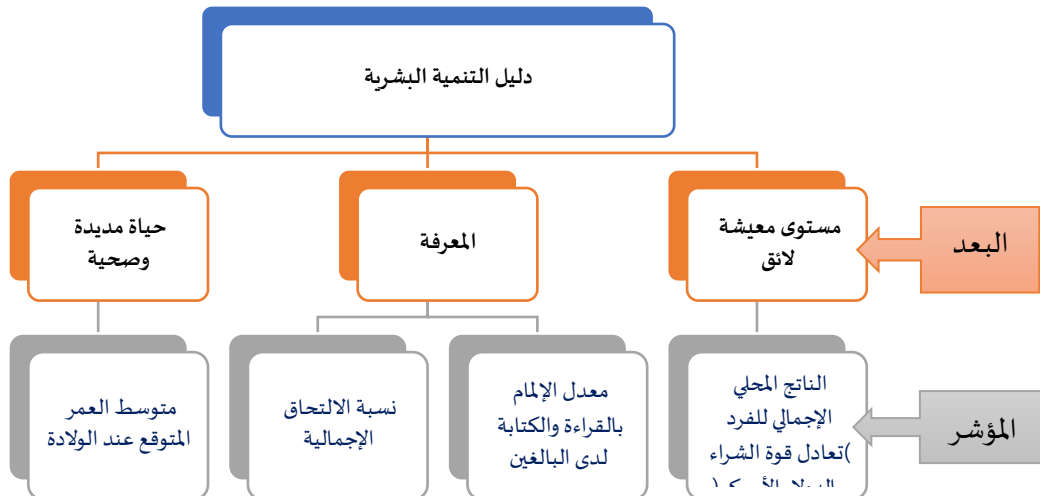 دليل التنمية البشرية
البعد
مستوى معيشة
لائق
المعرفة
حياة مديدة
وصحية
المؤشر
الناتج المحلي
الإجمالي للفرد
)تعادل قوة الشراء
معدل الإلمام
بالقراءة والكتابة
لدى البالغين
نسبة الالتحاق
الإجمالية
متوسط العمر
المتوقع عند الولادة